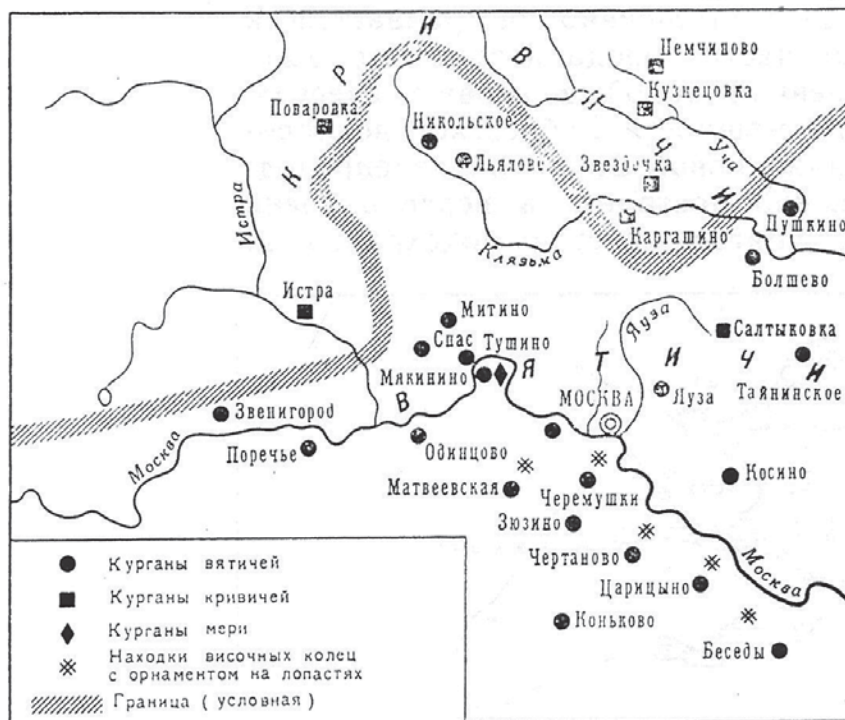 КРИ
ВИЧИ
Немчиново
Кузнецовка
Поваровка
Никольское
Льялово
Звездочка
Уча
Пушкино
Каргашино
Клязьма
Болшево
Истра
Истра
Митино
Спас Тушино
Яуза
Салтыковка
Мякинино
В Я Т И Ч И
МОСКВА
Яуза
Тайнинское
Звенигород
Москва
Поречье
Одинцово
Матвеевская
Черемушки
Косино
Зюзино
Чертаново
Москва
Царицыно
Коньково
Беседы
Курганы вятичей
Курганы кривичей
Курганы мери
Находки височных колец
с орнаментом на лопастях
Граница ( условная )